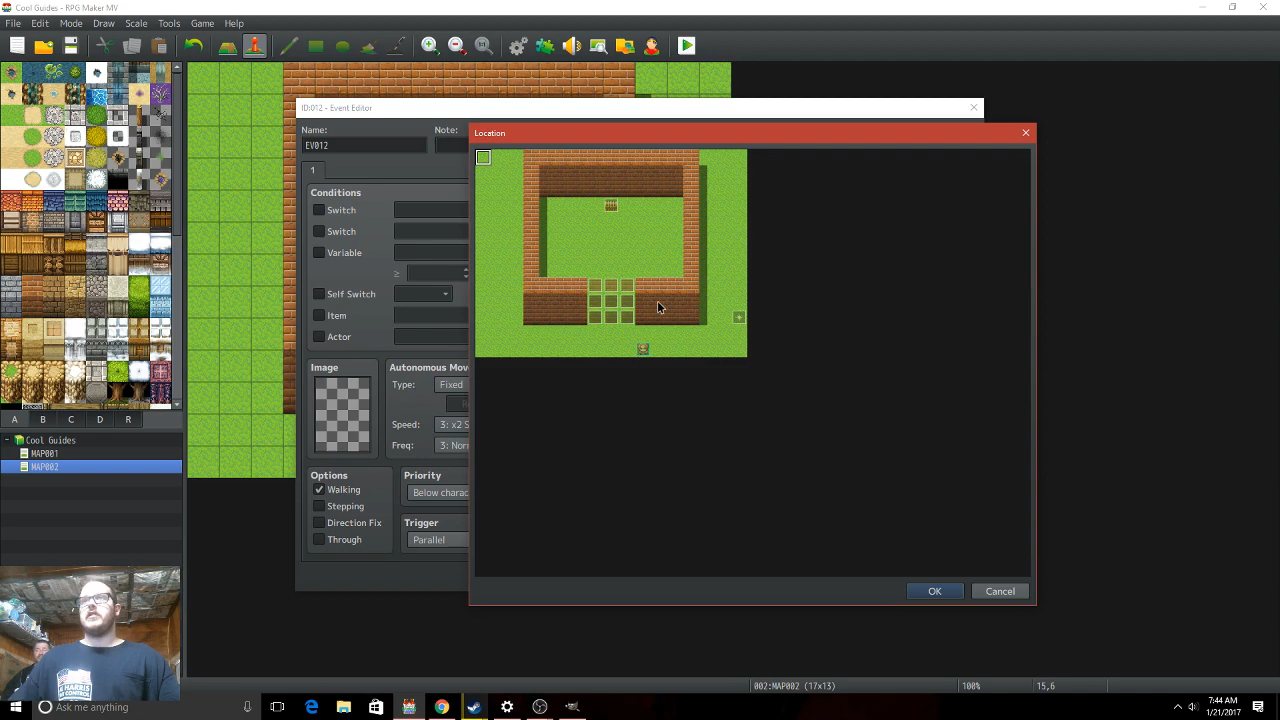 Cool Guides - RPG Maker MV
File Edit Mode Draw Scale Tools Game Help
ID:012 - Event Editor
Name:
Note:
EV012
1
Conditions
Switch
Switch
Variable
≥
Self Switch
Item
Actor
Image
Autonomous Mov
Type: Fixed
Speed: 3: x2 S
Freq: 3: Norm
Options
Walking
Stepping
Direction Fix
Through
Priority
Below charac
Trigger
Parallel
Location
OK Cancel
A B C D R
Cool Guides
MAP001
MAP002
HARRIS
002:MAP002 (17x13) 100% 15,6
Ask me anything
7:44 AM
1/21/2017